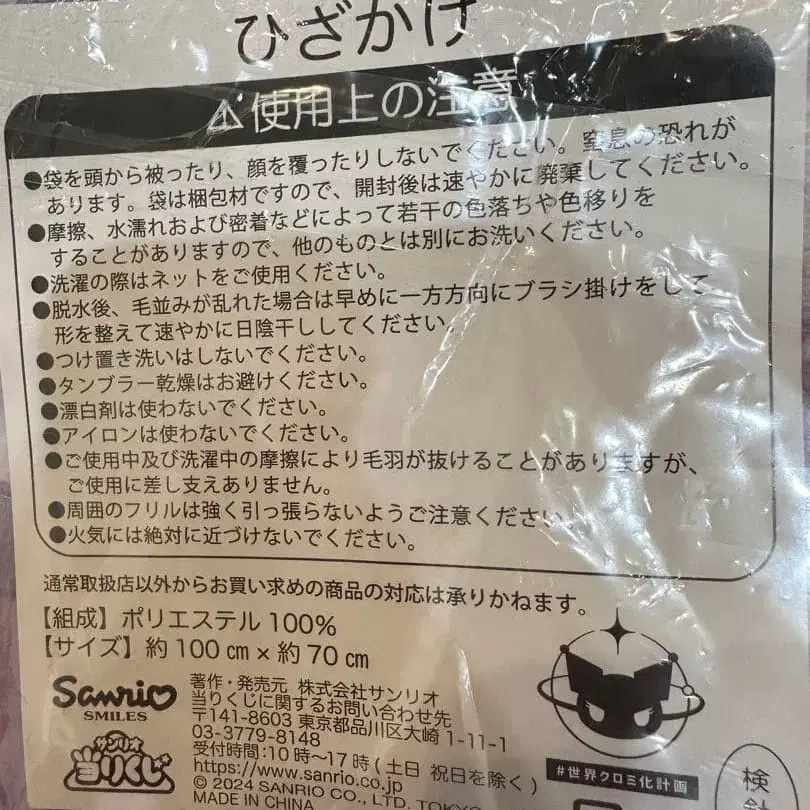 ひざかけ
⚠使用上の注意
●袋を頭から被ったり、顔を覆ったりしないでください。窒息の恐れが
あります。袋は梱包材ですので、開封後は速やかに廃棄してください。
●摩擦、水濡れおよび密着などによって若干の色落ちや色移りを
することがありますので、他のものとは別にお洗いください。
●洗濯の際はネットをご使用ください。
●脱水後、毛並みが乱れた場合は早めに一方方向にブラシ掛けをして
形を整えて速やかに日陰干ししてください。
●つけ置き洗いはしないでください。
●タンブラー乾燥はお避けください。
●漂白剤は使わないでください。
●アイロンは使わないでください。
●ご使用中及び洗濯中の摩擦により毛羽が抜けることがありますが、
ご使用に差し支えありません。
●周囲のフリルは強く引っ張らないようご注意ください。
●火気には絶対に近づけないでください。
通常取扱店以外からお買い求めの商品の対応は承りかねます。
【組成】ポリエステル 100%
【サイズ】約 100 ㎝ × 約 70 ㎝
Sanrio
SMILES
サンリオ
当りくじ
著作・発売元 株式会社サンリオ
当りくじに関するお問い合わせ先
〒141-8603 東京都品川区大崎 1-11-1
03-3779-8148
受付時間:10 時～17 時 ( 土日 祝日を除く )
https://www.sanrio.co.jp
© 2024 SANRIO CO., LTD. TOKYO
MADE IN CHINA
#世界クロミ化計画
検